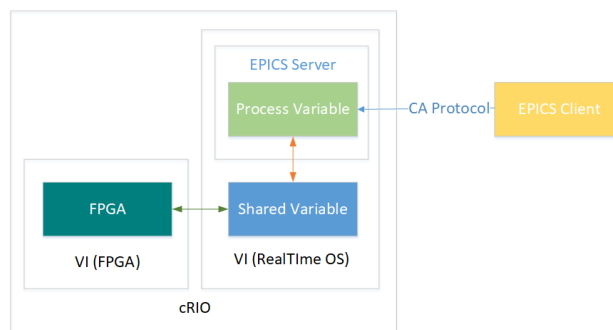 EPICS Server
Process Variable
CA Protocol
EPICS Client
FPGA
Shared Variable
VI (FPGA)
VI (RealTIme OS)
cRIO